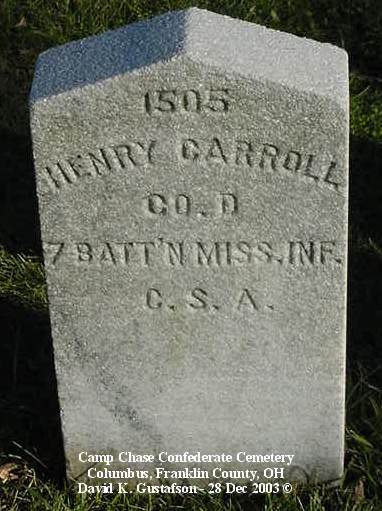 1505
HENRY CARROLL
CO. D
7 BATT'N MISS. INF.
C. S. A.
Camp Chase Confederate Cemetery
Columbus, Franklin County, OH
David K. Gustafson - 28 Dec 2003 ©